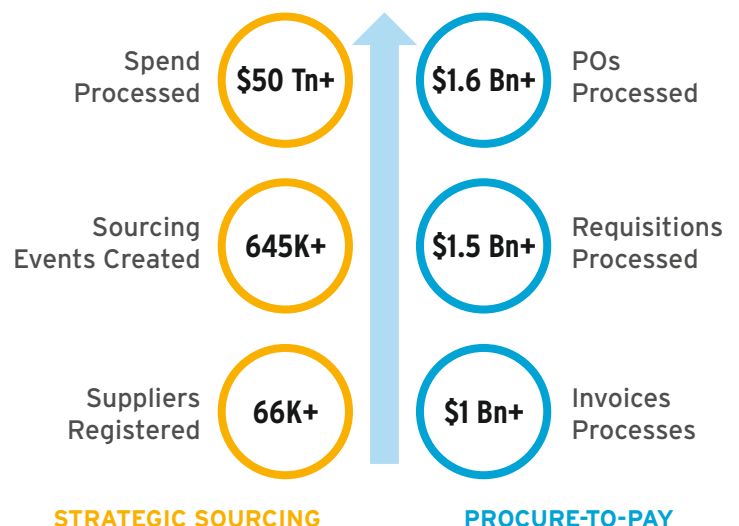 Spend
Processed
$50 Tn+
$1.6 Bn+
POs
Processed
Sourcing
Events Created
645K+
$1.5 Bn+
Requisitions
Processed
Suppliers
Registered
66K+
$1 Bn+
Invoices
Processes
STRATEGIC SOURCING
PROCURE-TO-PAY